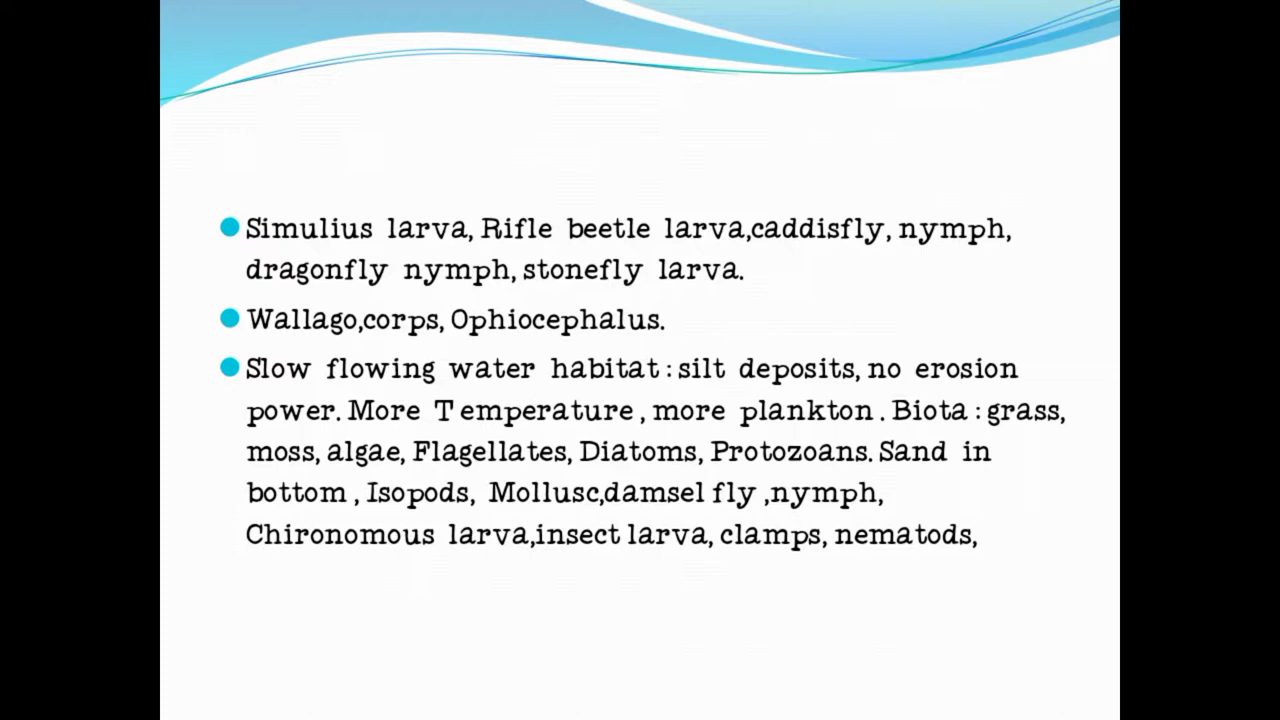 Simulius larva, Rifle beetle larva,caddisfly, nymph,
dragonfly nymph, stonefly larva.
Wallago,corps, Ophiocephalus.
Slow flowing water habitat : silt deposits, no erosion
power. More T emperature , more plankton . Biota : grass,
moss, algae, Flagellates, Diatoms, Protozoans. Sand in
bottom , Isopods, Mollusc,damsel fly ,nymph,
Chironomous larva,insect larva, clamps, nematods,